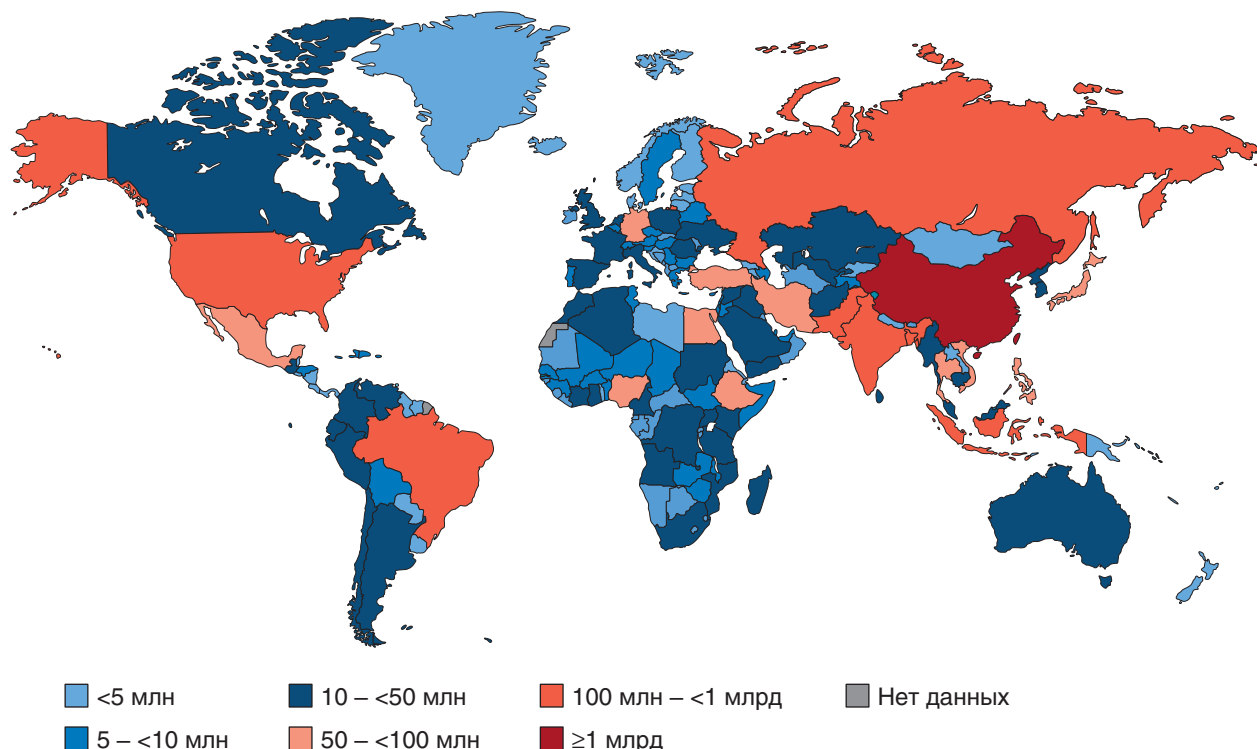 <5 млн
10 – <50 млн
100 млн – <1 млрд
Нет данных
5 – <10 млн
50 – <100 млн
≥1 млрд